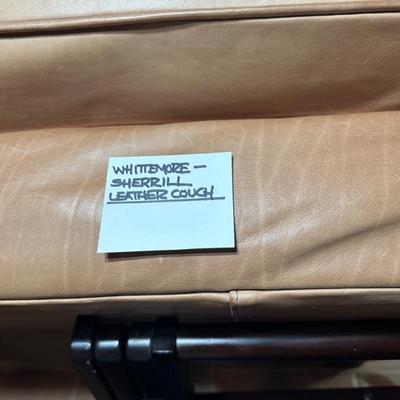 WHITTEMORE -
SHERRILL
LEATHER COUCH